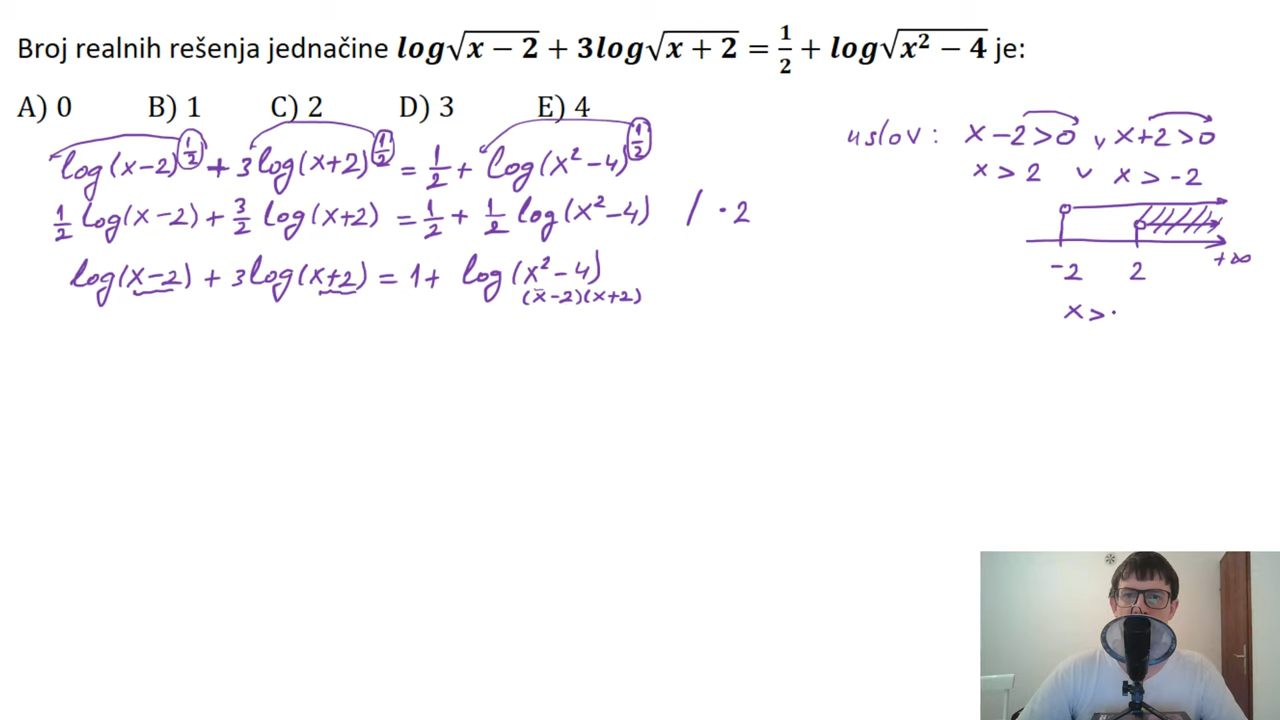 Broj realnih rešenja jednačine log√(x − 2) + 3log√(x + 2) = 1/2 + log√(x² − 4) je:
A) 0 B) 1 C) 2 D) 3 E) 4
log(x−2)^(1/2) + 3log(x+2)^(1/2) = 1/2 + log(x²−4)^(1/2)
1/2 log(x−2) + 3/2 log(x+2) = 1/2 + 1/2 log(x²−4) / · 2
log(x−2) + 3log(x+2) = 1 + log(x²−4)
(x−2)(x+2)
uslov: x−2>0 ∨ x+2>0
x > 2 ∨ x > −2
−2 2 +∞
x > ·